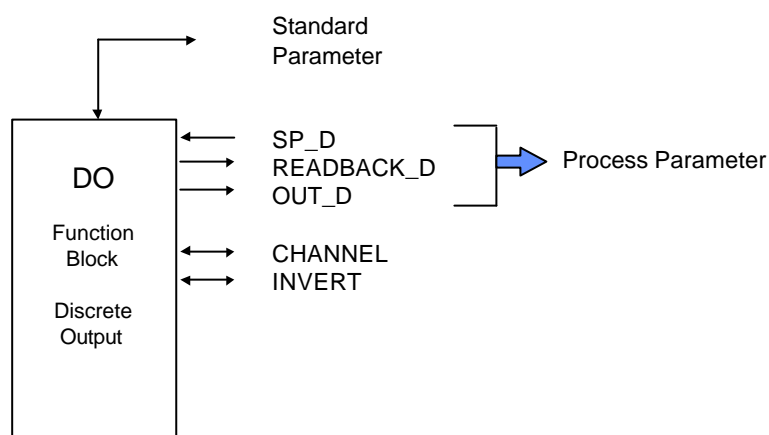 Standard
Parameter
DO
Function
Block
Discrete
Output
SP_D
READBACK_D
OUT_D
CHANNEL
INVERT
Process Parameter